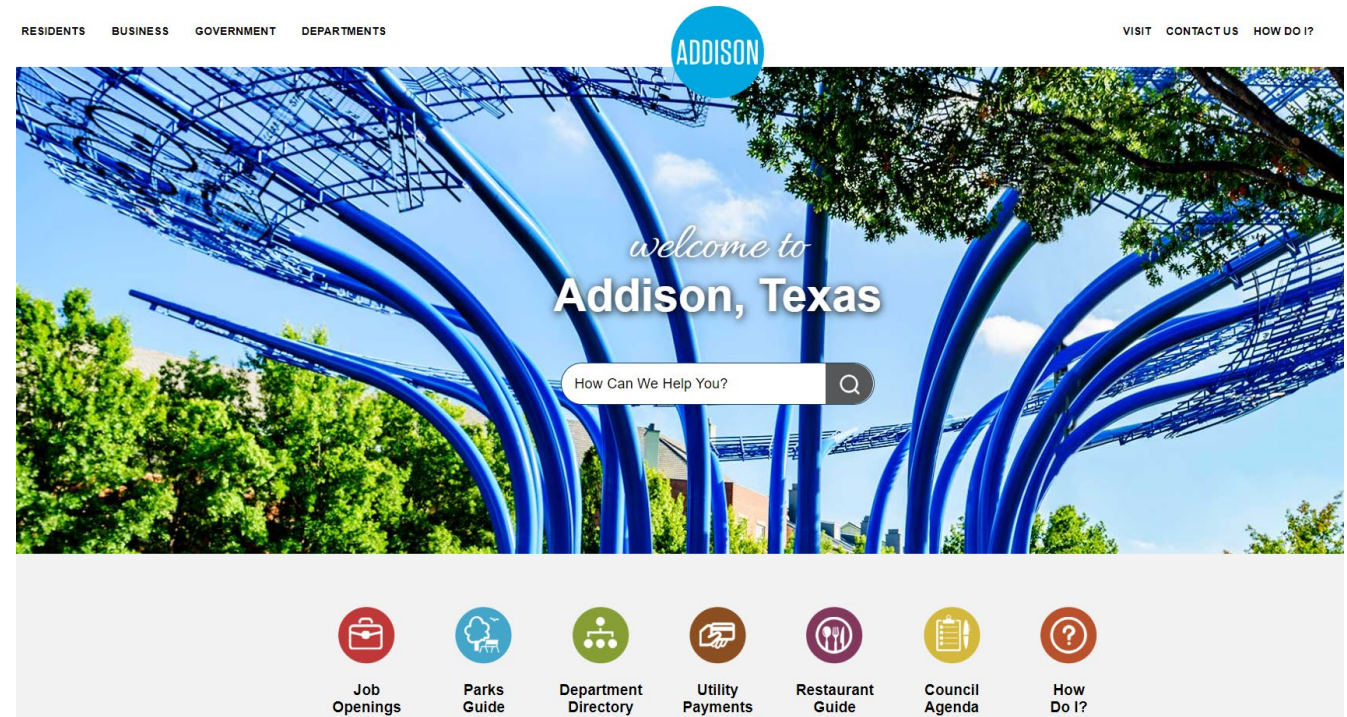 RESIDENTS BUSINESS GOVERNMENT DEPARTMENTS
ADDISON
VISIT CONTACT US HOW DO I?
welcome to
Addison, Texas
How Can We Help You?
Job
Openings
Parks
Guide
Department
Directory
Utility
Payments
Restaurant
Guide
Council
Agenda
How
Do I?